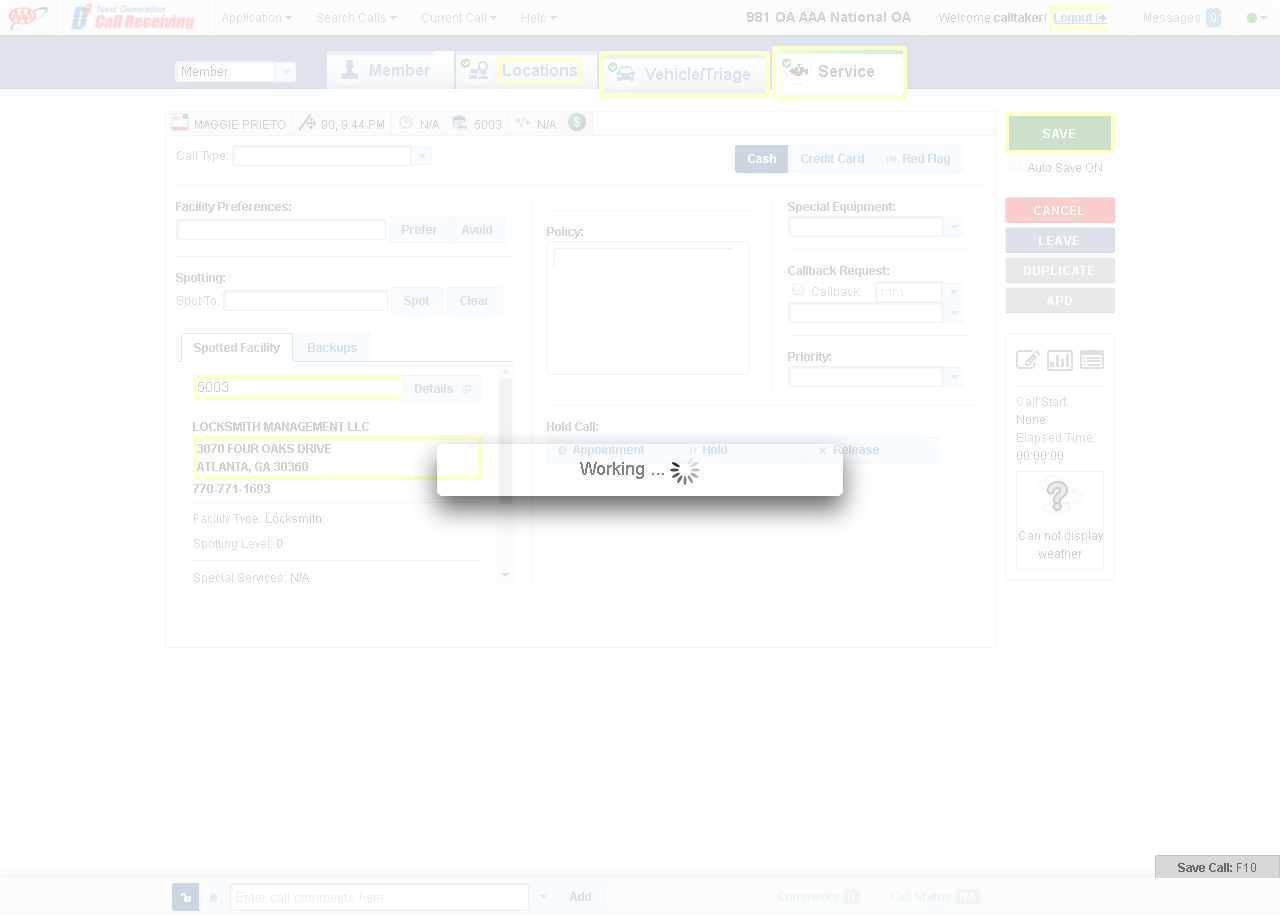 AAA
Next Generation
Call Receiving
Application
Search Calls
Current Call
Help
981 QA AAA National QA
Welcome calltaker! Logout
Messages 0
Member
Member
Locations
Vehicle/Triage
Service
MAGGIE PRIETO
90, 9:44 PM
N/A
5003
N/A
$
SAVE
Auto Save ON
Call Type:
Cash
Credit Card
Red Flag
Facility Preferences:
Prefer
Avoid
Policy:
Special Equipment:
CANCEL
LEAVE
DUPLICATE
APD
Spotting:
Spot To:
Spot
Clear
Callback Request:
Callback:
mm
Spotted Facility
Backups
Priority:
5003
Details
LOCKSMITH MANAGEMENT LLC
3070 FOUR OAKS DRIVE
ATLANTA, GA 30360
770-771-1693
Facility Type: Locksmith
Spotting Level: 0
Special Services: N/A
Hold Call:
Appointment
Hold
Release
Working ...
Call Start:
None
Elapsed Time:
00:00:00
?
Can not display
weather
Save Call: F10
Enter call comments here
Add
Comments 0
Call Status NA